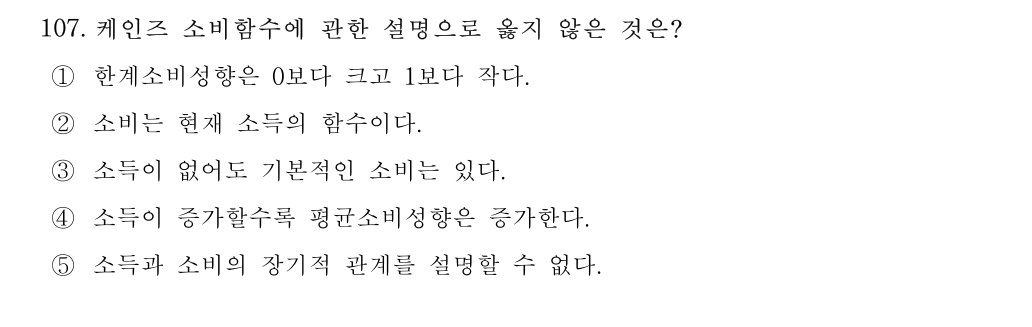 107. 케인즈 소비함수에 관한 설명으로 옳지 않은 것은?
① 한계소비성향은 0보다 크고 1보다 작다.
② 소비는 현재 소득의 함수이다.
③ 소득이 없어도 기본적인 소비는 있다.
④ 소득이 증가할수록 평균소비성향은 증가한다.
⑤ 소득과 소비의 장기적 관계를 설명할 수 없다.